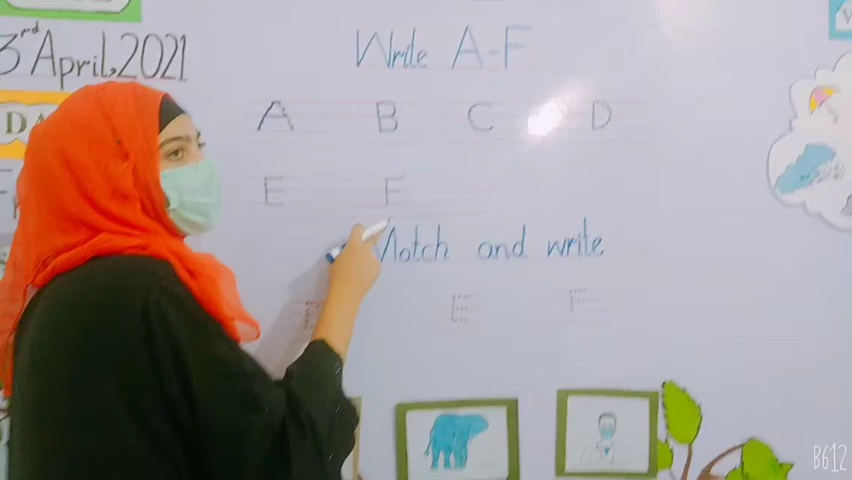 3rd April, 2021
Write A-F
A B C D
E F
Match and write
E F
B612